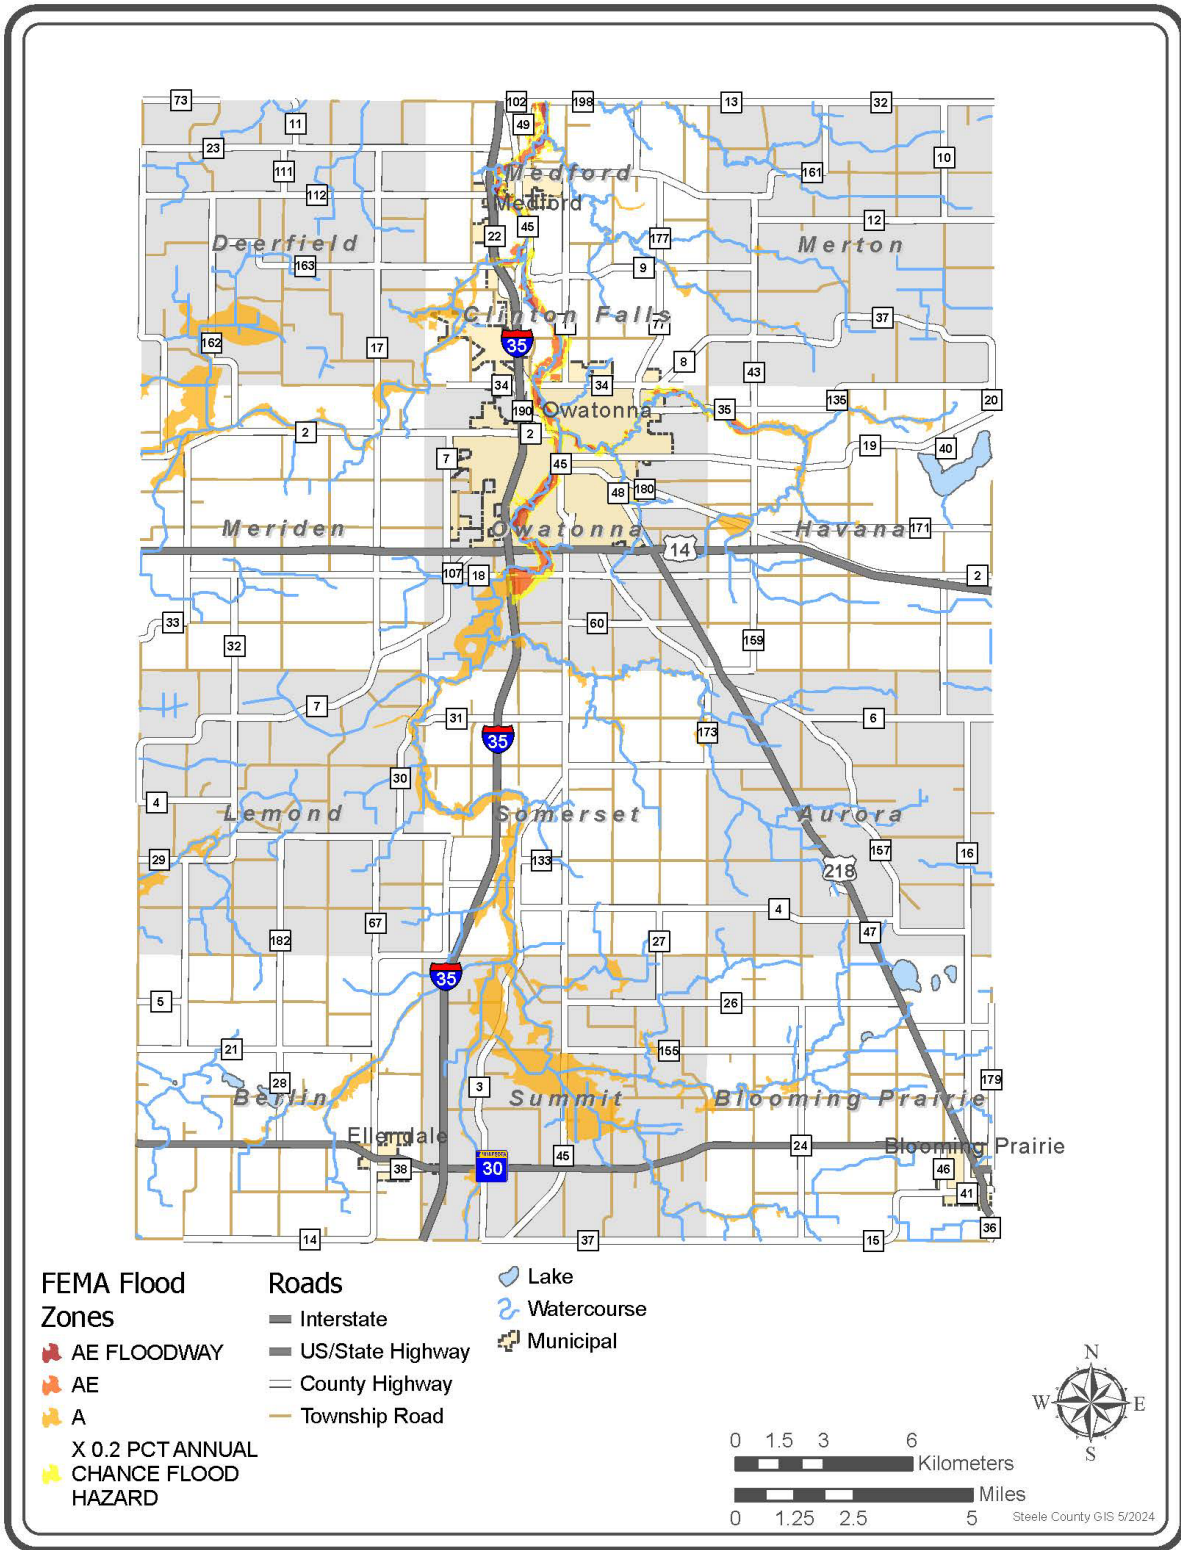 73
102
198
13
32
11
49
23
10
111
161
Medford
112
Medford
12
45
22
177
Deerfield
Merton
163
9
Clinton Falls
37
1
77
162
35
17
8
43
34
34
135
20
190
Owatonna
35
2
2
19
40
7
45
48
180
Meriden
Owatonna
Havana
171
14
107
18
2
33
60
32
159
7
31
6
173
35
30
4
Lemond
Somerset
Aurora
157
29
133
16
218
4
67
47
182
27
35
5
26
21
155
28
3
179
Berlin
Summit
Blooming Prairie
Ellendale
24
Blooming Prairie
45
MINNESOTA
30
38
46
41
36
14
37
15
FEMA Flood
Zones
AE FLOODWAY
AE
A
X 0.2 PCT ANNUAL
CHANCE FLOOD
HAZARD
Roads
Interstate
US/State Highway
County Highway
Township Road
Lake
Watercourse
Municipal
N
W
E
S
0 1.5 3 6
Kilometers
Miles
0 1.25 2.5 5
Steele County GIS 5/2024